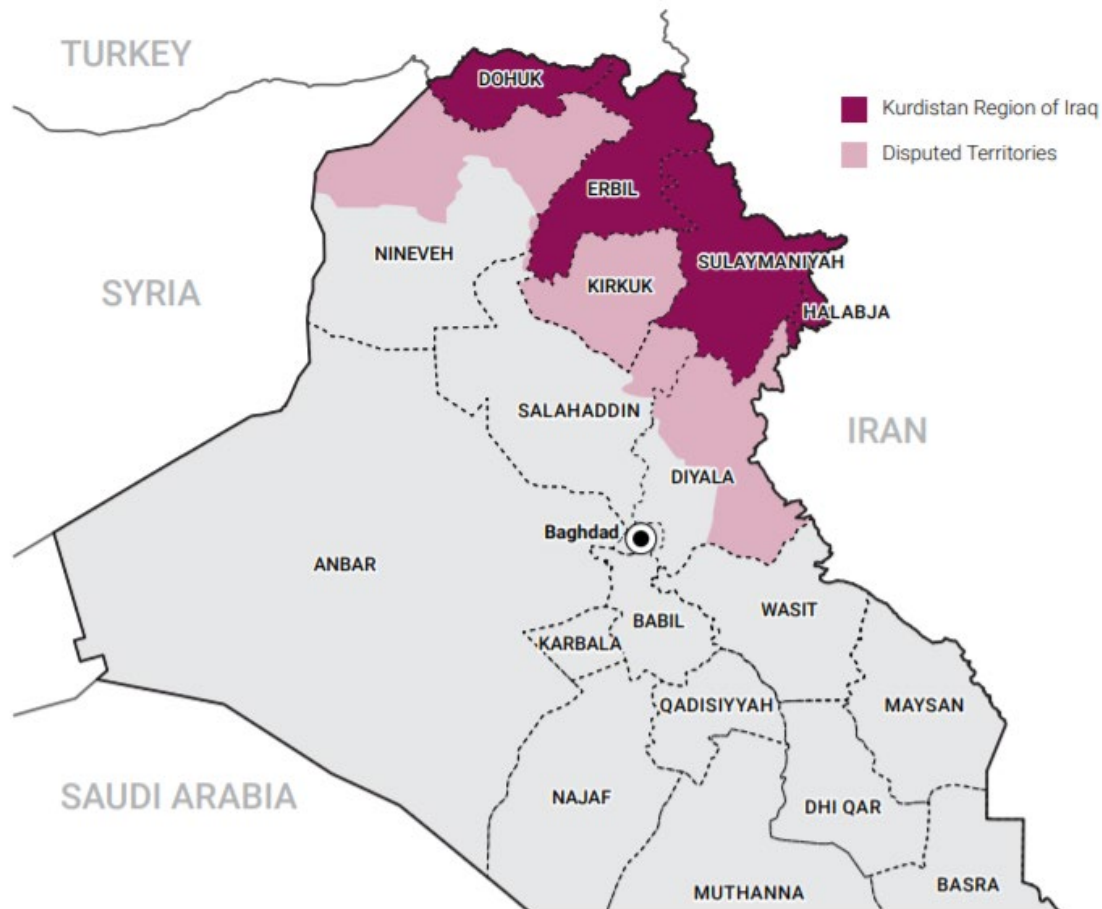 TURKEY
DOHUK
Kurdistan Region of Iraq
Disputed Territories
ERBIL
NINEVEH
SULAYMANIYAH
SYRIA
KIRKUK
HALABJA
SALAHADDIN
IRAN
DIYALA
Baghdad
ANBAR
WASIT
BABIL
KARBALA
QADISIYYAH
MAYSAN
SAUDI ARABIA
NAJAF
DHI QAR
BASRA
MUTHANNA